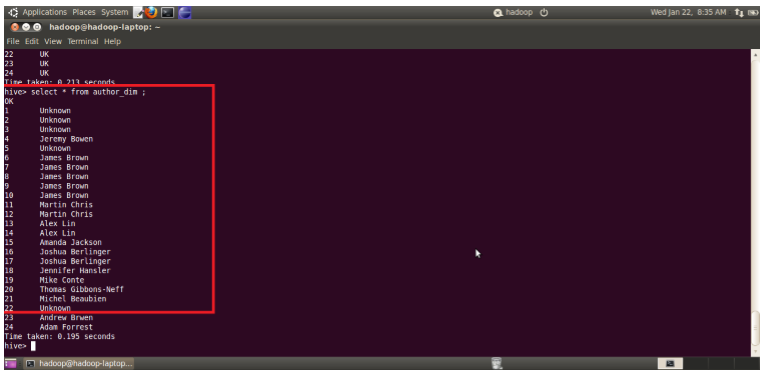 Applications Places System
hadoop
Wed Jan 22, 8:35 AM
hadoop@hadoop-laptop: ~
File Edit View Terminal Help
22 UK
23 UK
24 UK
Time taken: 0.213 seconds
hive> select * from author_dim ;
OK
1 Unknown
2 Unknown
3 Unknown
4 Jeremy Bowen
5 Unknown
6 James Brown
7 James Brown
8 James Brown
9 James Brown
10 James Brown
11 Martin Chris
12 Martin Chris
13 Alex Lin
14 Alex Lin
15 Amanda Jackson
16 Joshua Berlinger
17 Joshua Berlinger
18 Jennifer Hansler
19 Mike Conte
20 Thomas Gibbons-Neff
21 Michel Beaubien
22 Unknown
23 Andrew Brwen
24 Adam Forrest
Time taken: 0.195 seconds
hive>
hadoop@hadoop-laptop...